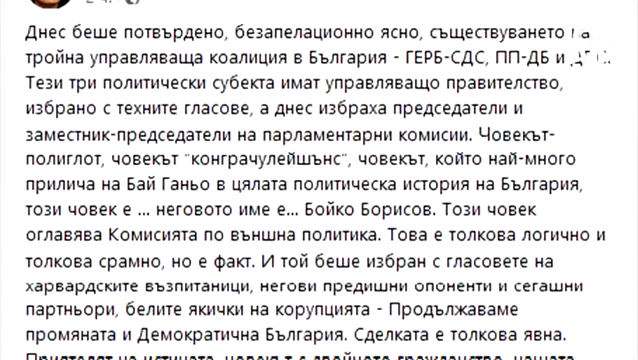 Днес беше потвърдено, безапелационно ясно, съществуването на
тройна управляваща коалиция в България - ГЕРБ-СДС, ПП-ДБ и ДПС.
Тези три политически субекта имат управляващо правителство,
избрано с техните гласове, а днес избраха председатели и
заместник-председатели на парламентарни комисии. Човекът-
полиглот, човекът "конграчулейшънс", човекът, който най-много
прилича на Бай Ганьо в цялата политическа история на България,
този човек е ... неговото име е... Бойко Борисов. Този човек
оглавява Комисията по външна политика. Това е толкова логично и
толкова срамно, но е факт. И той беше избран с гласовете на
харвардските възпитаници, негови предишни опоненти и сегашни
партньори, белите якички на корупцията - Продължаваме
промяната и Демократична България. Сделката е толкова явна.